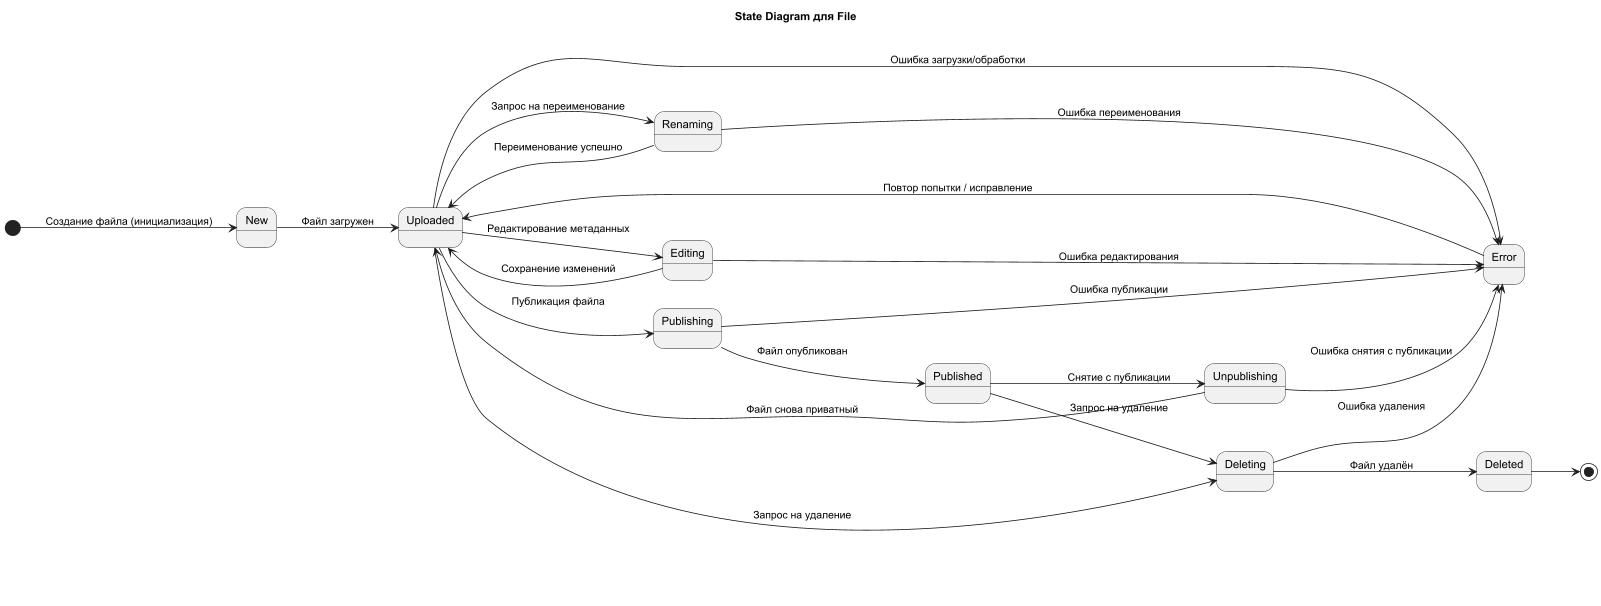 State Diagram для File
Ошибка загрузки/обработки
Запрос на переименование
Ошибка переименования
Renaming
Переименование успешно
Повтор попытки / исправление
Создание файла (инициализация)
New
Файл загружен
Uploaded
Редактирование метаданных
Editing
Ошибка редактирования
Error
Сохранение изменений
Ошибка публикации
Публикация файла
Publishing
Файл опубликован
Ошибка снятия с публикации
Published
Снятие с публикации
Unpublishing
Файл снова приватный
Запрос на удаление
Ошибка удаления
Deleting
Файл удалён
Deleted
Запрос на удаление